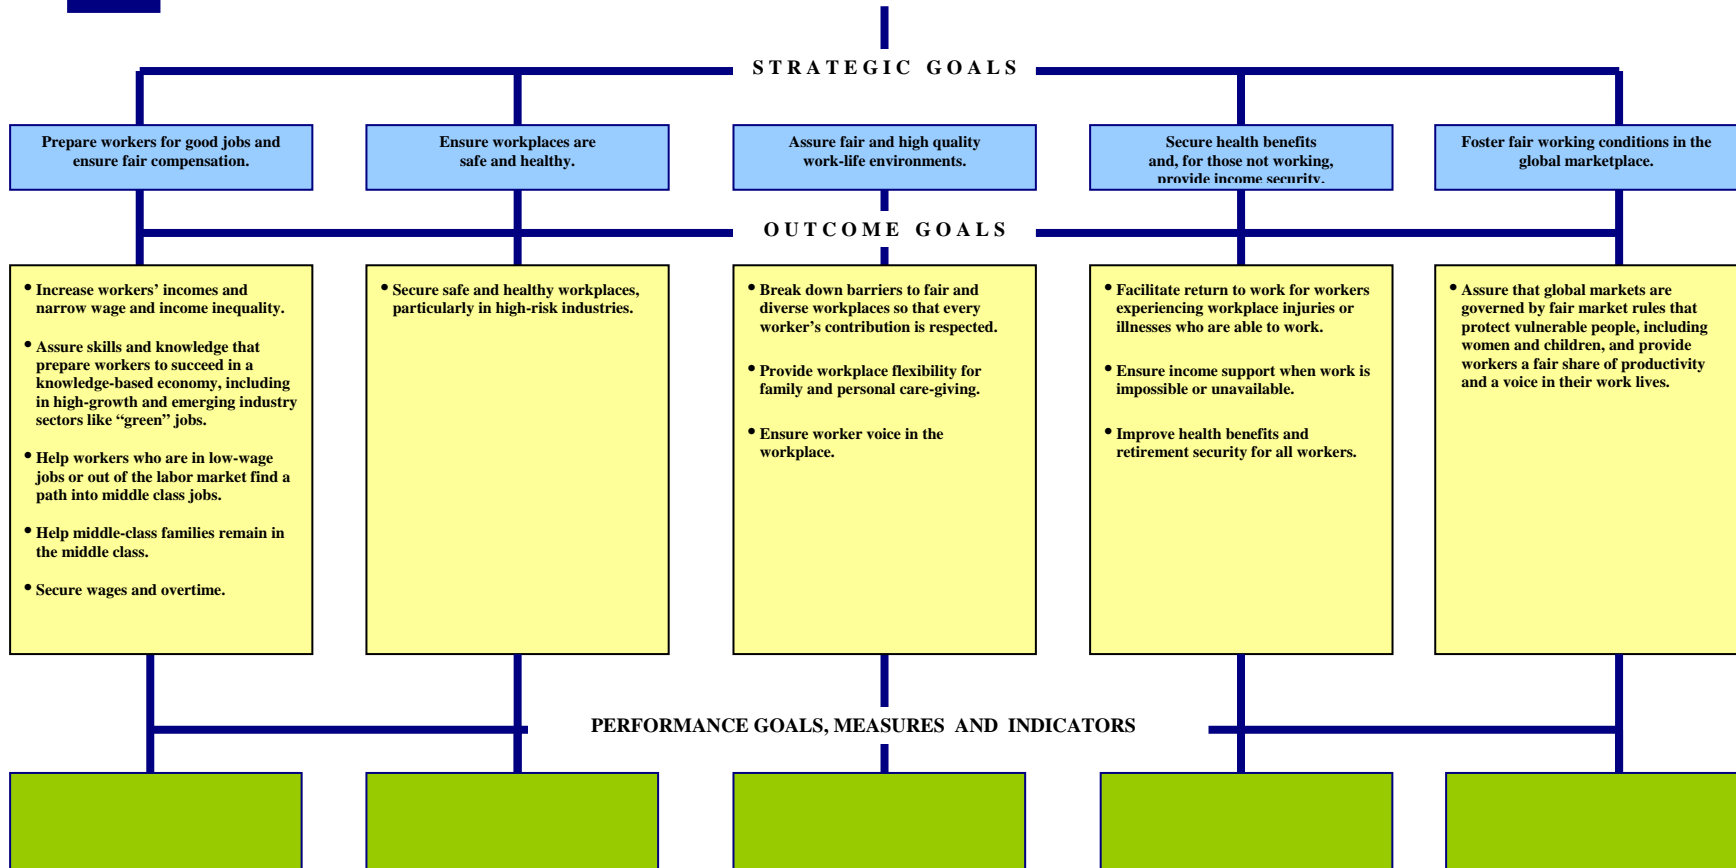 STRATEGIC GOALS
Prepare workers for good jobs and
ensure fair compensation.
Ensure workplaces are
safe and healthy.
Assure fair and high quality
work-life environments.
Secure health benefits
and, for those not working,
provide income security.
Foster fair working conditions in the
global marketplace.
OUTCOME GOALS
• Increase workers’ incomes and
narrow wage and income inequality.
• Assure skills and knowledge that
prepare workers to succeed in a
knowledge-based economy, including
in high-growth and emerging industry
sectors like “green” jobs.
• Help workers who are in low-wage
jobs or out of the labor market find a
path into middle class jobs.
• Help middle-class families remain in
the middle class.
• Secure wages and overtime.
• Secure safe and healthy workplaces,
particularly in high-risk industries.
• Break down barriers to fair and
diverse workplaces so that every
worker’s contribution is respected.
• Provide workplace flexibility for
family and personal care-giving.
• Ensure worker voice in the
workplace.
• Facilitate return to work for workers
experiencing workplace injuries or
illnesses who are able to work.
• Ensure income support when work is
impossible or unavailable.
• Improve health benefits and
retirement security for all workers.
• Assure that global markets are
governed by fair market rules that
protect vulnerable people, including
women and children, and provide
workers a fair share of productivity
and a voice in their work lives.
PERFORMANCE GOALS, MEASURES AND INDICATORS